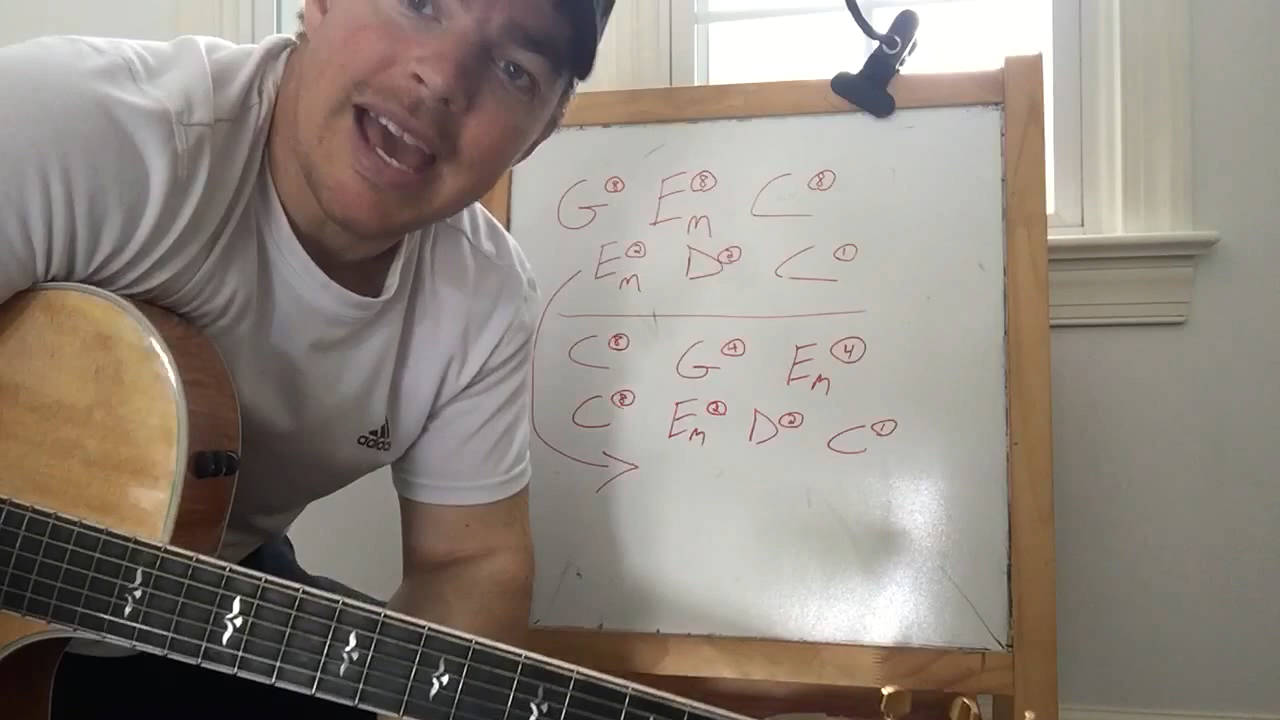 G⑧ Em⑧ C⑧
Em② D② C①
C⑧ G④ Em④
C⑧ Em② D② C①
adidas